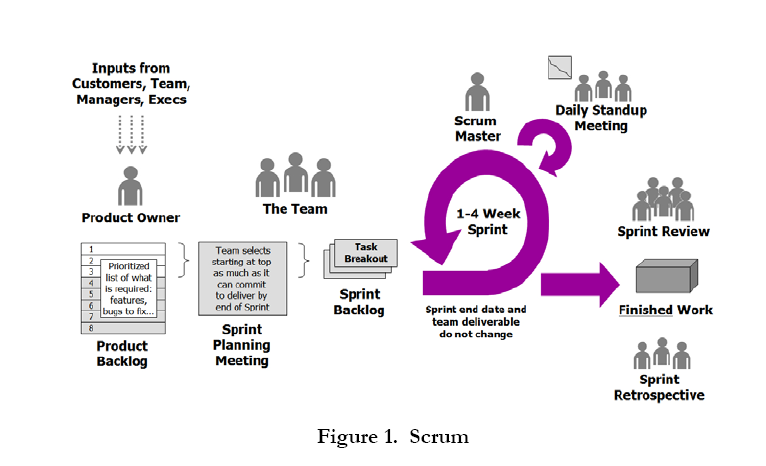 Inputs from
Customers, Team,
Managers, Execs
Product Owner
The Team
Scrum
Master
Daily Standup
Meeting
1
2
3
4
5
6
7
8
Prioritized
list of what
is required:
features,
bugs to fix...
Product
Backlog
Team selects
starting at top
as much as it
can commit
to deliver by
end of Sprint
Sprint
Planning
Meeting
Task
Breakout
Sprint
Backlog
1-4 Week
Sprint
Sprint end date and
team deliverable
do not change
Sprint Review
Finished Work
Sprint
Retrospective
Figure 1. Scrum